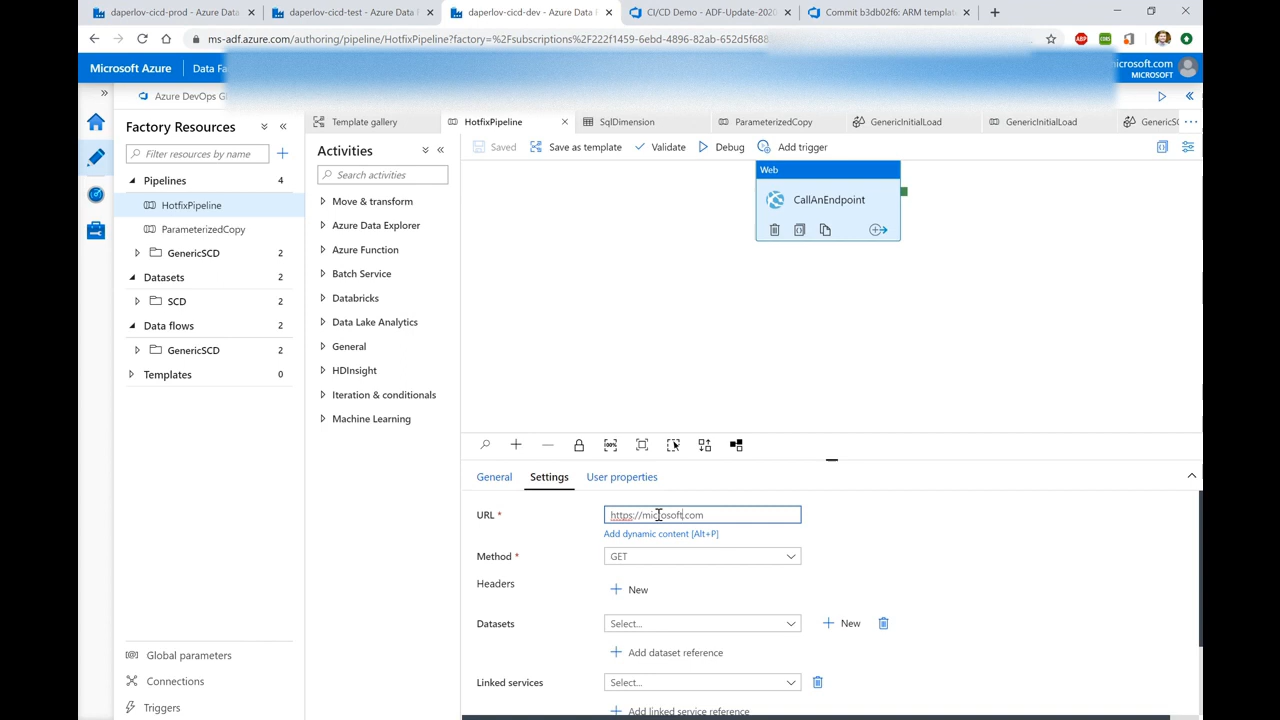 daperlov-cicd-prod - Azure Data
daperlov-cicd-test - Azure Data
daperlov-cicd-dev - Azure Data F
CI/CD Demo - ADF-Update-2020
Commit b3db02f6: ARM templat
ms-adf.azure.com/authoring/pipeline/HotfixPipeline?factory=%2Fsubscriptions%2F222f1459-6ebd-4896-82ab-652d5f688
Microsoft Azure
Data Fa
microsoft.com
MICROSOFT
Azure DevOps G
Factory Resources
Filter resources by name
Pipelines 4
HotfixPipeline
ParameterizedCopy
GenericSCD 2
Datasets 2
SCD 2
Data flows 2
GenericSCD 2
Templates 0
Global parameters
Connections
Triggers
Template gallery
HotfixPipeline
SqlDimension
ParameterizedCopy
GenericInitialLoad
GenericInitialLoad
GenericSC
Activities
Search activities
Move & transform
Azure Data Explorer
Azure Function
Batch Service
Databricks
Data Lake Analytics
General
HDInsight
Iteration & conditionals
Machine Learning
Saved
Save as template
Validate
Debug
Add trigger
Web
CallAnEndpoint
100%
General
Settings
User properties
URL *
https://microsoft.com
Add dynamic content [Alt+P]
Method *
GET
Headers
New
Datasets
Select...
New
Add dataset reference
Linked services
Select...
Add linked service reference